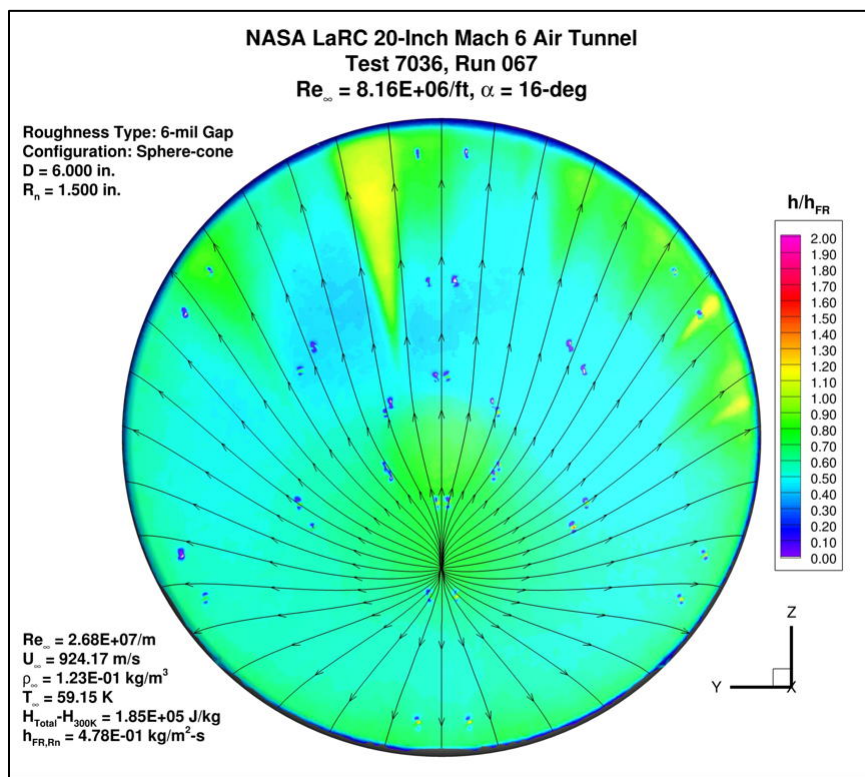 NASA LaRC 20-Inch Mach 6 Air Tunnel
Test 7036, Run 067
Re∞ = 8.16E+06/ft, α = 16-deg
Roughness Type: 6-mil Gap
Configuration: Sphere-cone
D = 6.000 in.
Rn = 1.500 in.
h/hFR
2.00
1.90
1.80
1.70
1.60
1.50
1.40
1.30
1.20
1.10
1.00
0.90
0.80
0.70
0.60
0.50
0.40
0.30
0.20
0.10
0.00
Re∞ = 2.68E+07/m
U∞ = 924.17 m/s
ρ∞ = 1.23E-01 kg/m³
T∞ = 59.15 K
HTotal-H300K = 1.85E+05 J/kg
hFR,Rn = 4.78E-01 kg/m²-s
Z
Y X